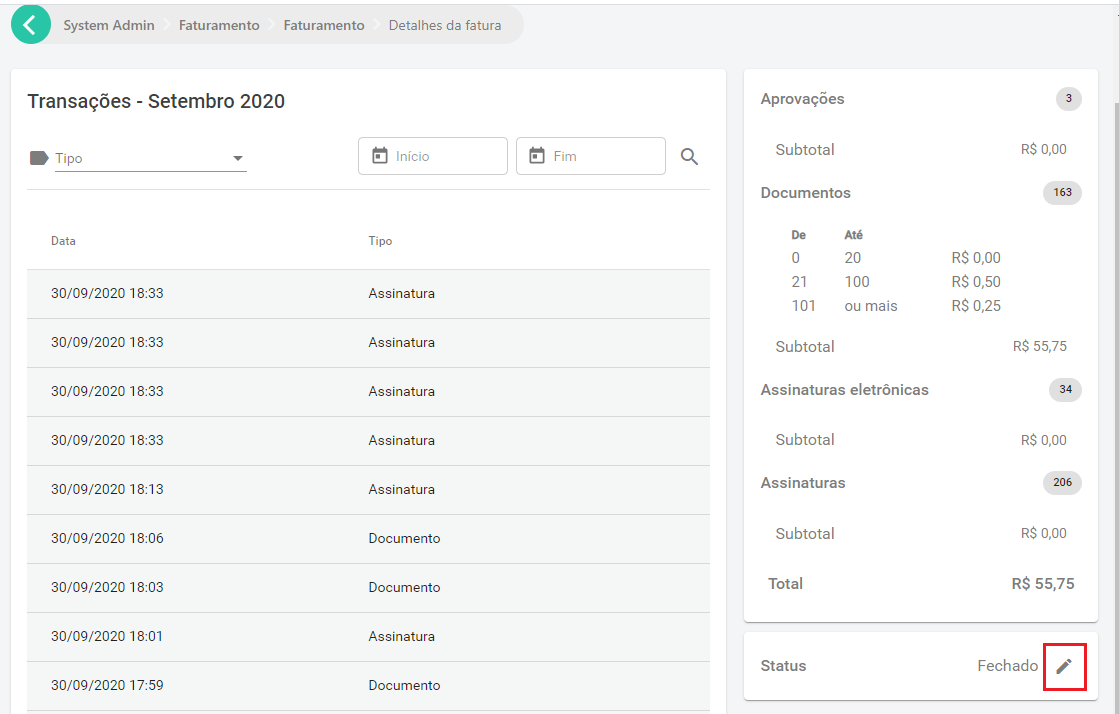 System Admin Faturamento Faturamento Detalhes da fatura
Transações - Setembro 2020
Tipo Início Fim
Data Tipo
30/09/2020 18:33 Assinatura
30/09/2020 18:33 Assinatura
30/09/2020 18:33 Assinatura
30/09/2020 18:33 Assinatura
30/09/2020 18:13 Assinatura
30/09/2020 18:06 Documento
30/09/2020 18:03 Documento
30/09/2020 18:01 Assinatura
30/09/2020 17:59 Documento
Aprovações 3
Subtotal R$ 0,00
Documentos 163
De Até
0 20 R$ 0,00
21 100 R$ 0,50
101 ou mais R$ 0,25
Subtotal R$ 55,75
Assinaturas eletrônicas 34
Subtotal R$ 0,00
Assinaturas 206
Subtotal R$ 0,00
Total R$ 55,75
Status Fechado